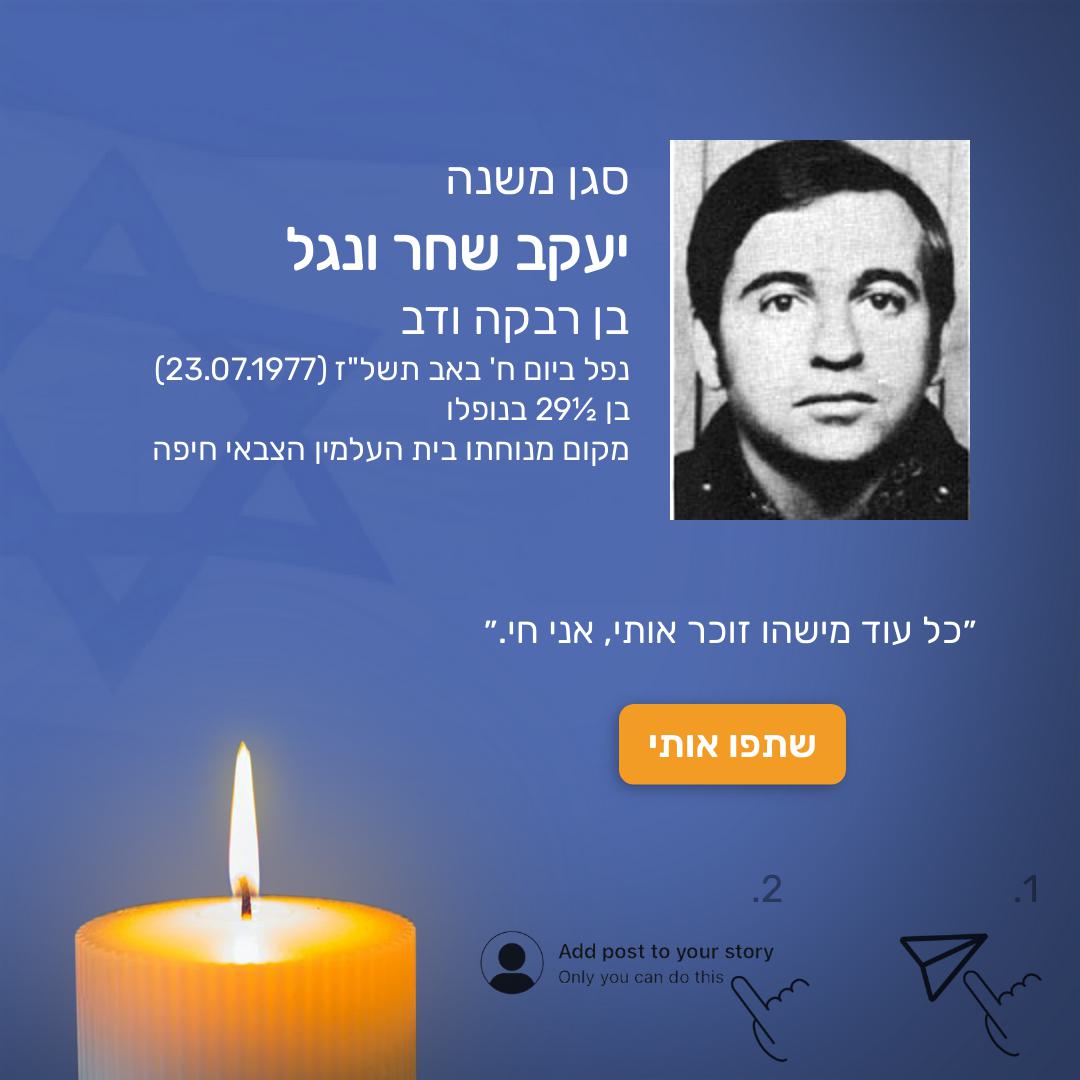 סגן משנה
יעקב שחר ונגל
בן רבקה ודב
נפל ביום ח' באב תשל"ז (23.07.1977)
בן 29½ בנופלו
מקום מנוחתו בית העלמין הצבאי חיפה
״כל עוד מישהו זוכר אותי, אני חי.״
שתפו אותי
1.
2.
Add post to your story
Only you can do this